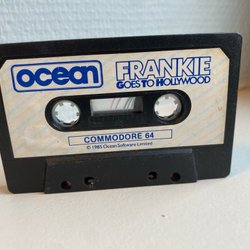 ocean
FRANKIE
GOES TO HOLLYWOOD
COMMODORE 64
© 1985 Ocean Software Limited